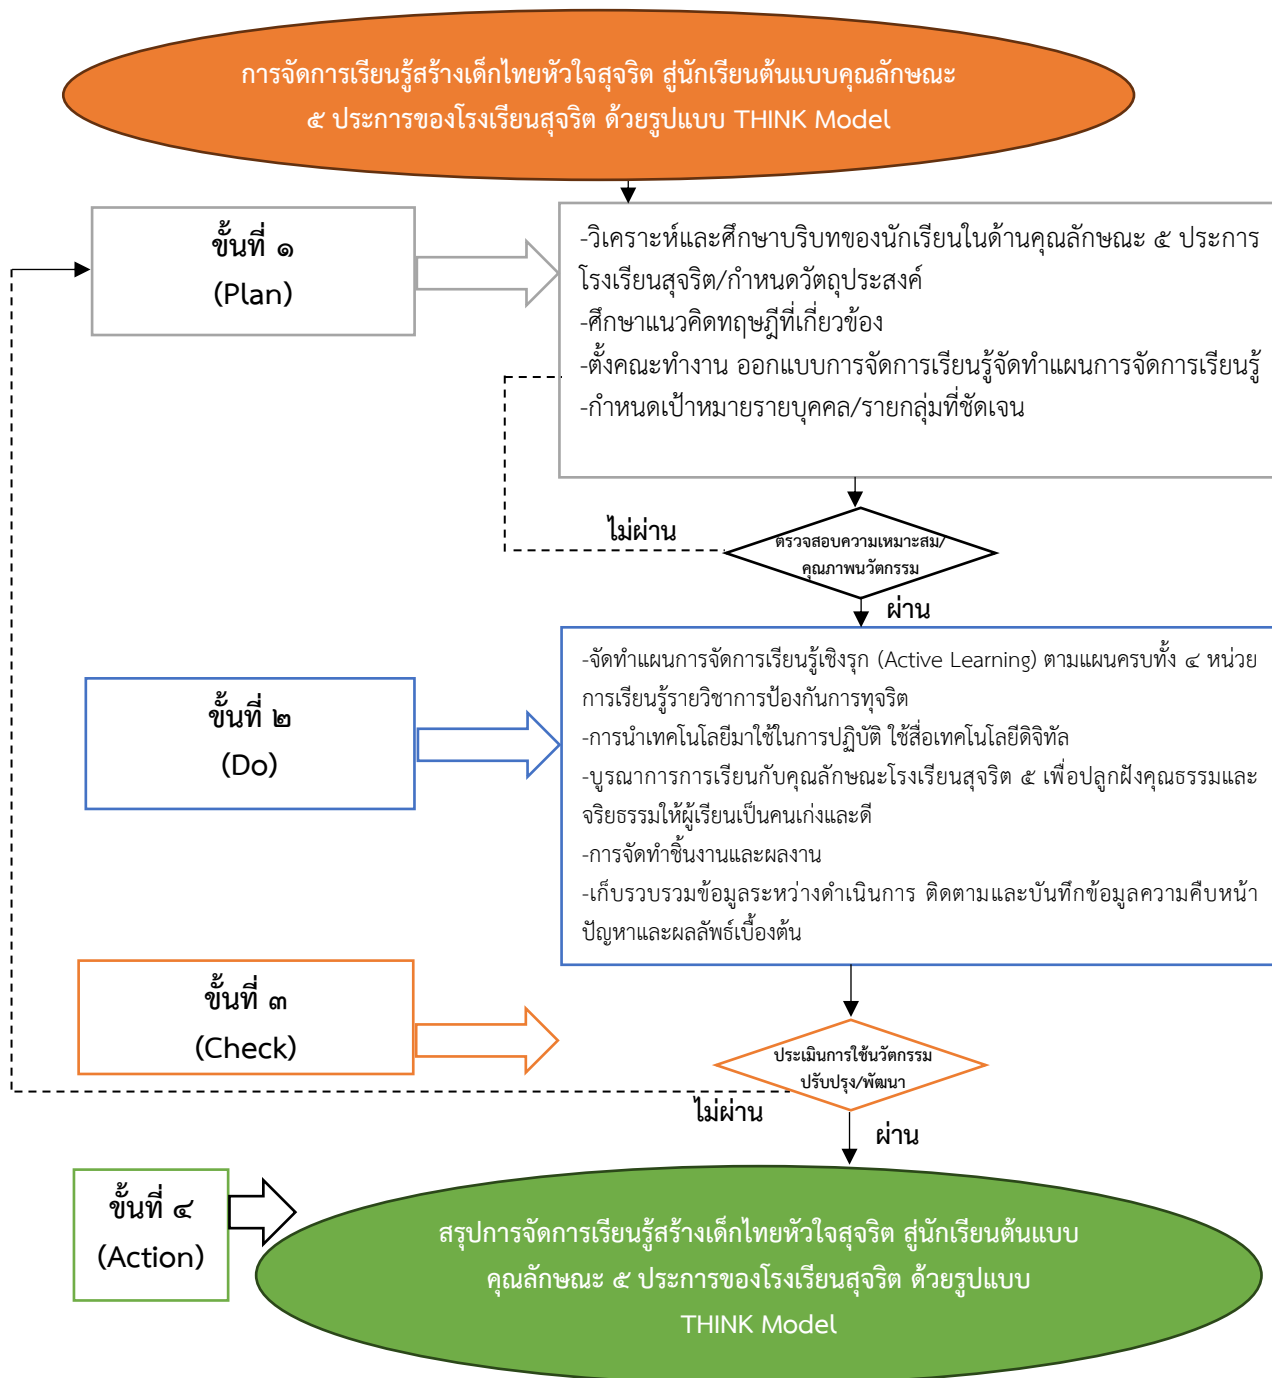 การจัดการเรียนรู้สร้างเด็กไทยหัวใจสุจริต สู่นักเรียนต้นแบบคุณลักษณะ
๕ ประการของโรงเรียนสุจริต ด้วยรูปแบบ THINK Model
ขั้นที่ ๑
(Plan)
-วิเคราะห์และศึกษาบริบทของนักเรียนในด้านคุณลักษณะ ๕ ประการ
โรงเรียนสุจริต/กำหนดวัตถุประสงค์
-ศึกษาแนวคิดทฤษฎีที่เกี่ยวข้อง
-ตั้งคณะทำงาน ออกแบบการจัดการเรียนรู้จัดทำแผนการจัดการเรียนรู้
-กำหนดเป้าหมายรายบุคคล/รายกลุ่มที่ชัดเจน
ไม่ผ่าน
ตรวจสอบความเหมาะสม/
คุณภาพนวัตกรรม
ผ่าน
ขั้นที่ ๒
(Do)
-จัดทำแผนการจัดการเรียนรู้เชิงรุก (Active Learning) ตามแผนครบทั้ง ๔ หน่วย
การเรียนรู้รายวิชาการป้องกันการทุจริต
-การนำเทคโนโลยีมาใช้ในการปฏิบัติ ใช้สื่อเทคโนโลยีดิจิทัล
-บูรณาการการเรียนกับคุณลักษณะโรงเรียนสุจริต ๕ เพื่อปลูกฝังคุณธรรมและ
จริยธรรมให้ผู้เรียนเป็นคนเก่งและดี
-การจัดทำชิ้นงานและผลงาน
-เก็บรวบรวมข้อมูลระหว่างดำเนินการ ติดตามและบันทึกข้อมูลความคืบหน้า
ปัญหาและผลลัพธ์เบื้องต้น
ขั้นที่ ๓
(Check)
ประเมินการใช้นวัตกรรม
ปรับปรุง/พัฒนา
ไม่ผ่าน
ผ่าน
ขั้นที่ ๔
(Action)
สรุปการจัดการเรียนรู้สร้างเด็กไทยหัวใจสุจริต สู่นักเรียนต้นแบบ
คุณลักษณะ ๕ ประการของโรงเรียนสุจริต ด้วยรูปแบบ
THINK Model